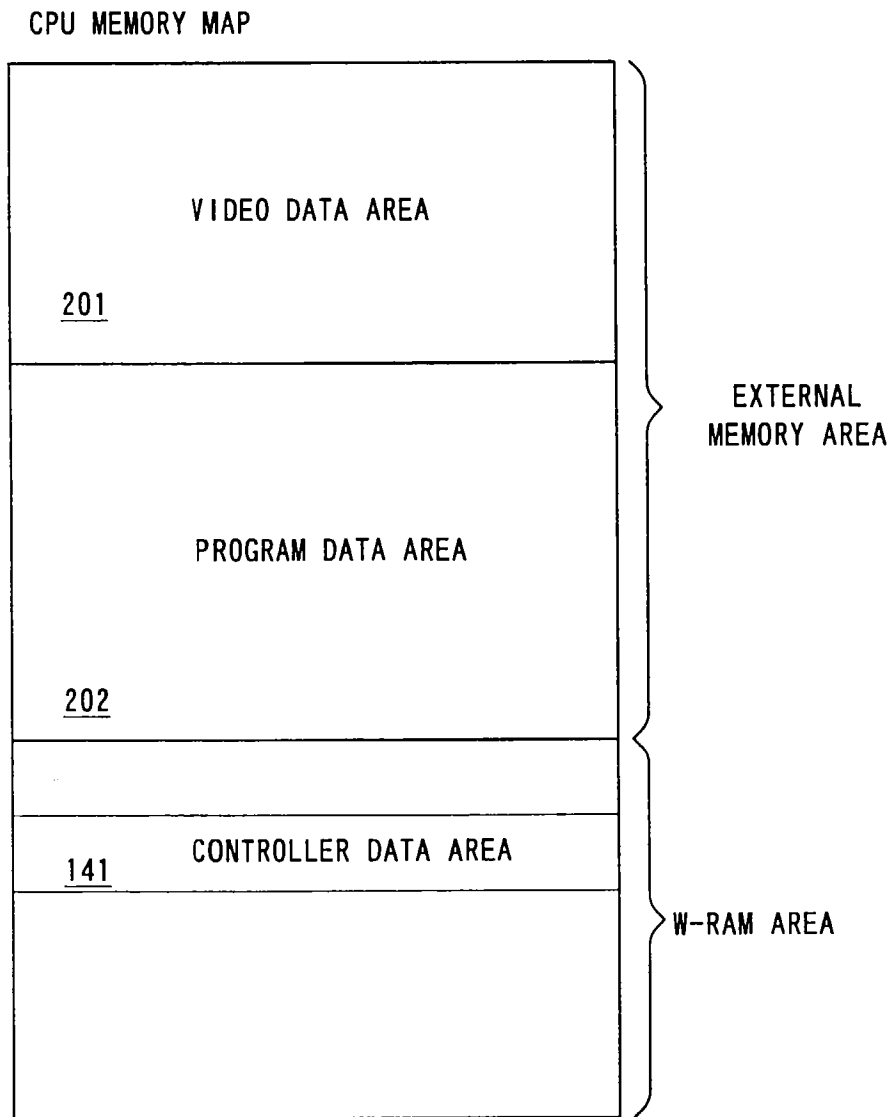 CPU MEMORY MAP
VIDEO DATA AREA
201
EXTERNAL
MEMORY AREA
PROGRAM DATA AREA
202
CONTROLLER DATA AREA
141
W-RAM AREA